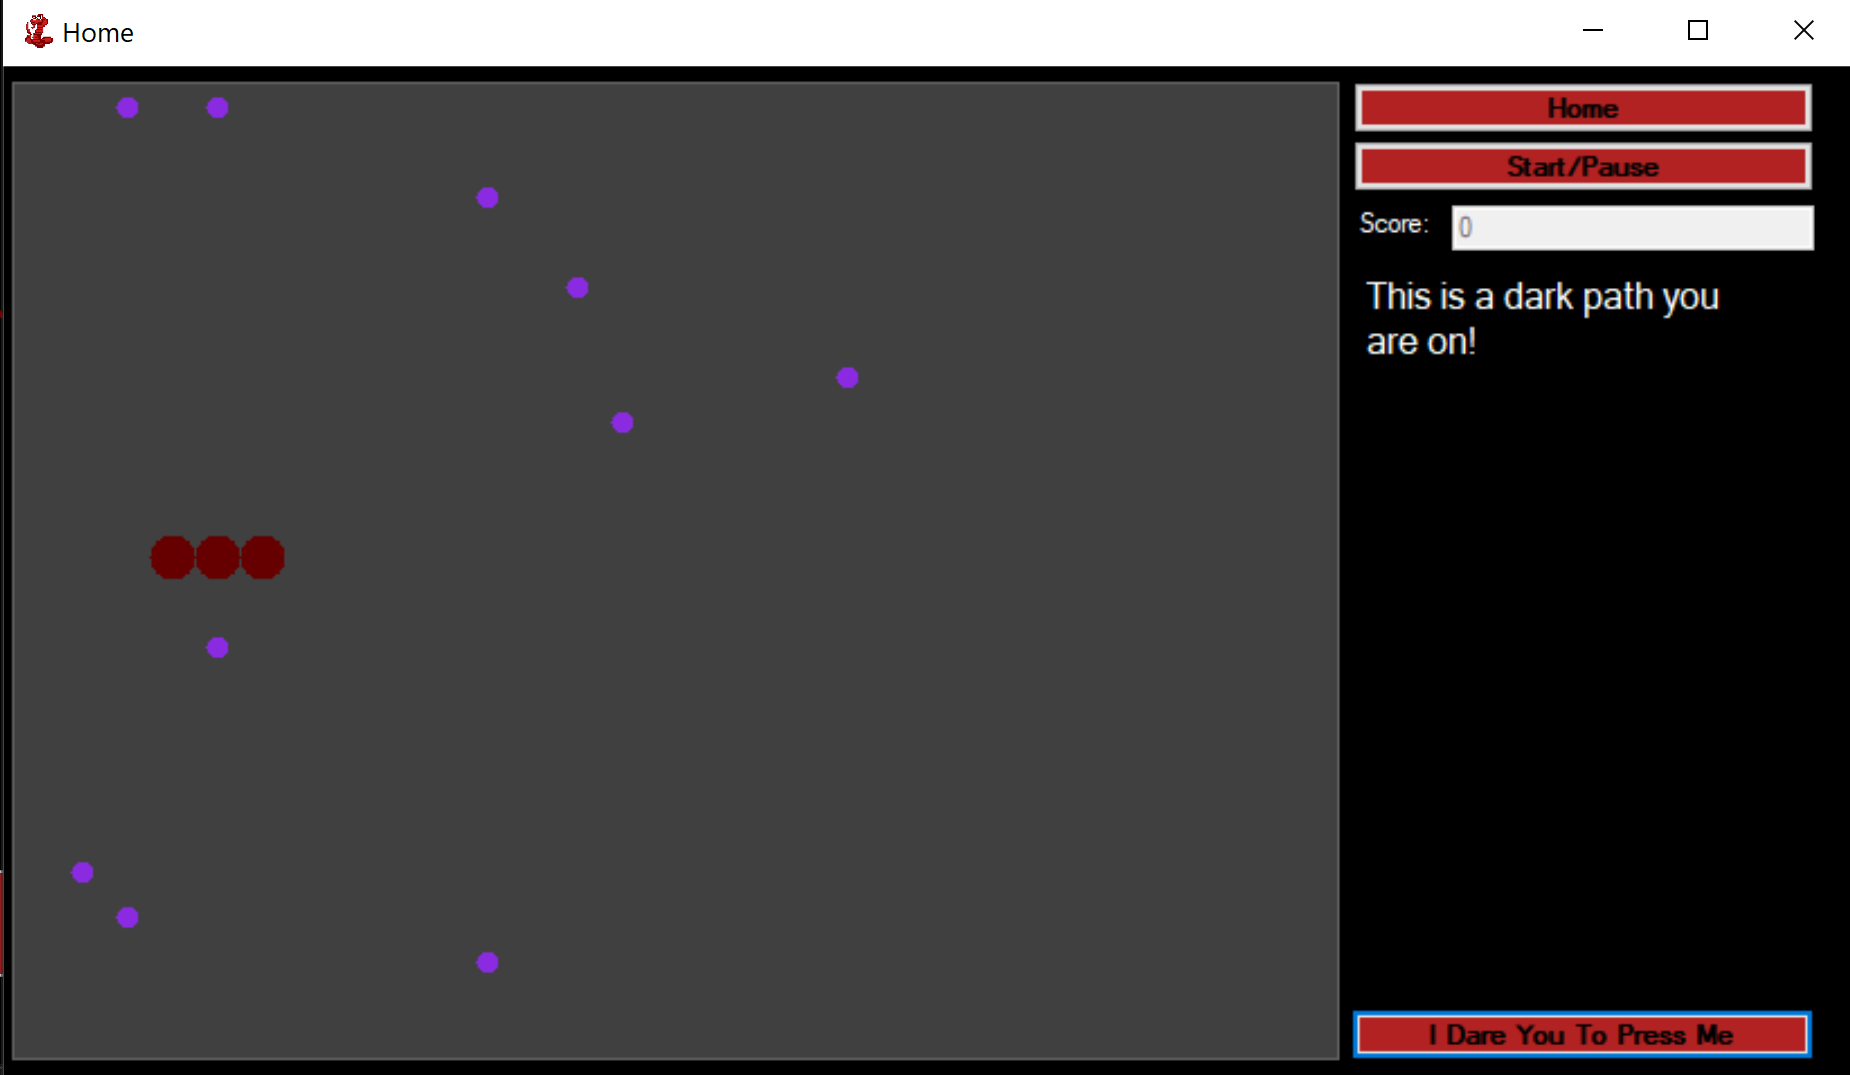 Home
Home
Start/Pause
Score: 0
This is a dark path you
are on!
I Dare You To Press Me